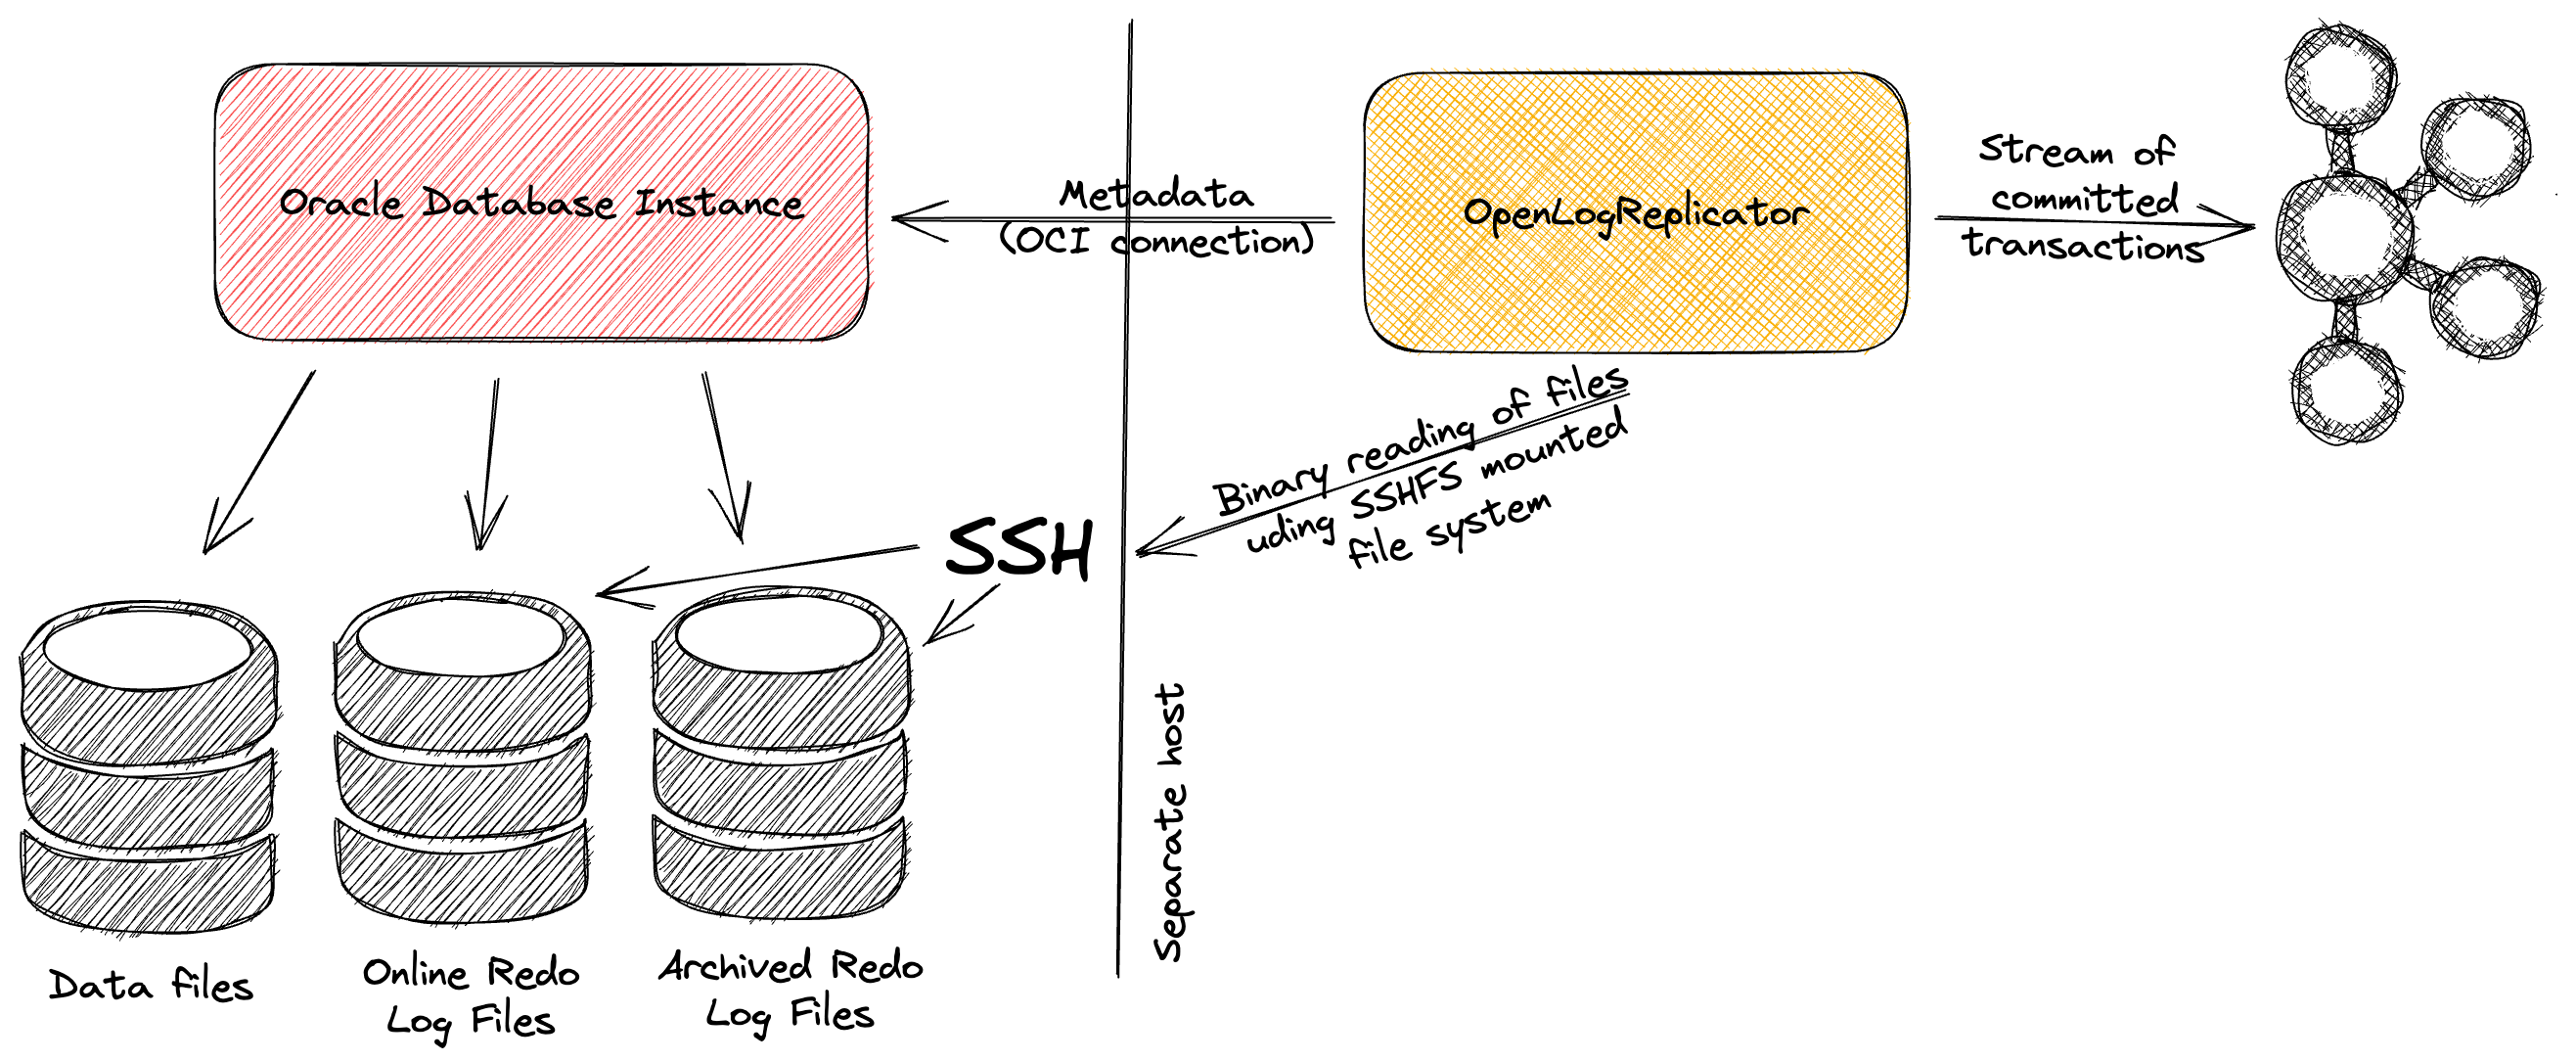 Oracle Database Instance
Metadata
(OCI connection)
OpenLogReplicator
Stream of
committed
transactions
Binary reading of files
uding SSHFS mounted
file system
SSH
Separate host
Data files
Online Redo
Log Files
Archived Redo
Log Files